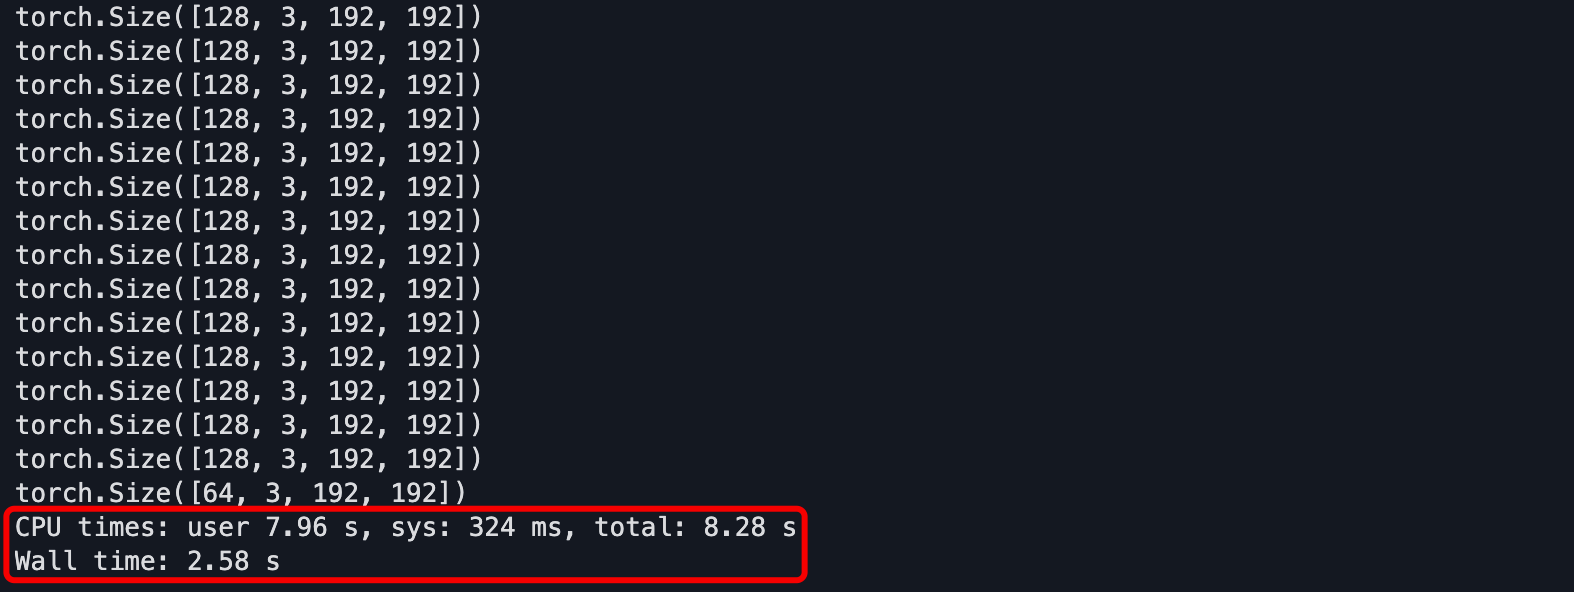 torch.Size([128, 3, 192, 192])
torch.Size([128, 3, 192, 192])
torch.Size([128, 3, 192, 192])
torch.Size([128, 3, 192, 192])
torch.Size([128, 3, 192, 192])
torch.Size([128, 3, 192, 192])
torch.Size([128, 3, 192, 192])
torch.Size([128, 3, 192, 192])
torch.Size([128, 3, 192, 192])
torch.Size([128, 3, 192, 192])
torch.Size([128, 3, 192, 192])
torch.Size([128, 3, 192, 192])
torch.Size([128, 3, 192, 192])
torch.Size([128, 3, 192, 192])
torch.Size([64, 3, 192, 192])
CPU times: user 7.96 s, sys: 324 ms, total: 8.28 s
Wall time: 2.58 s